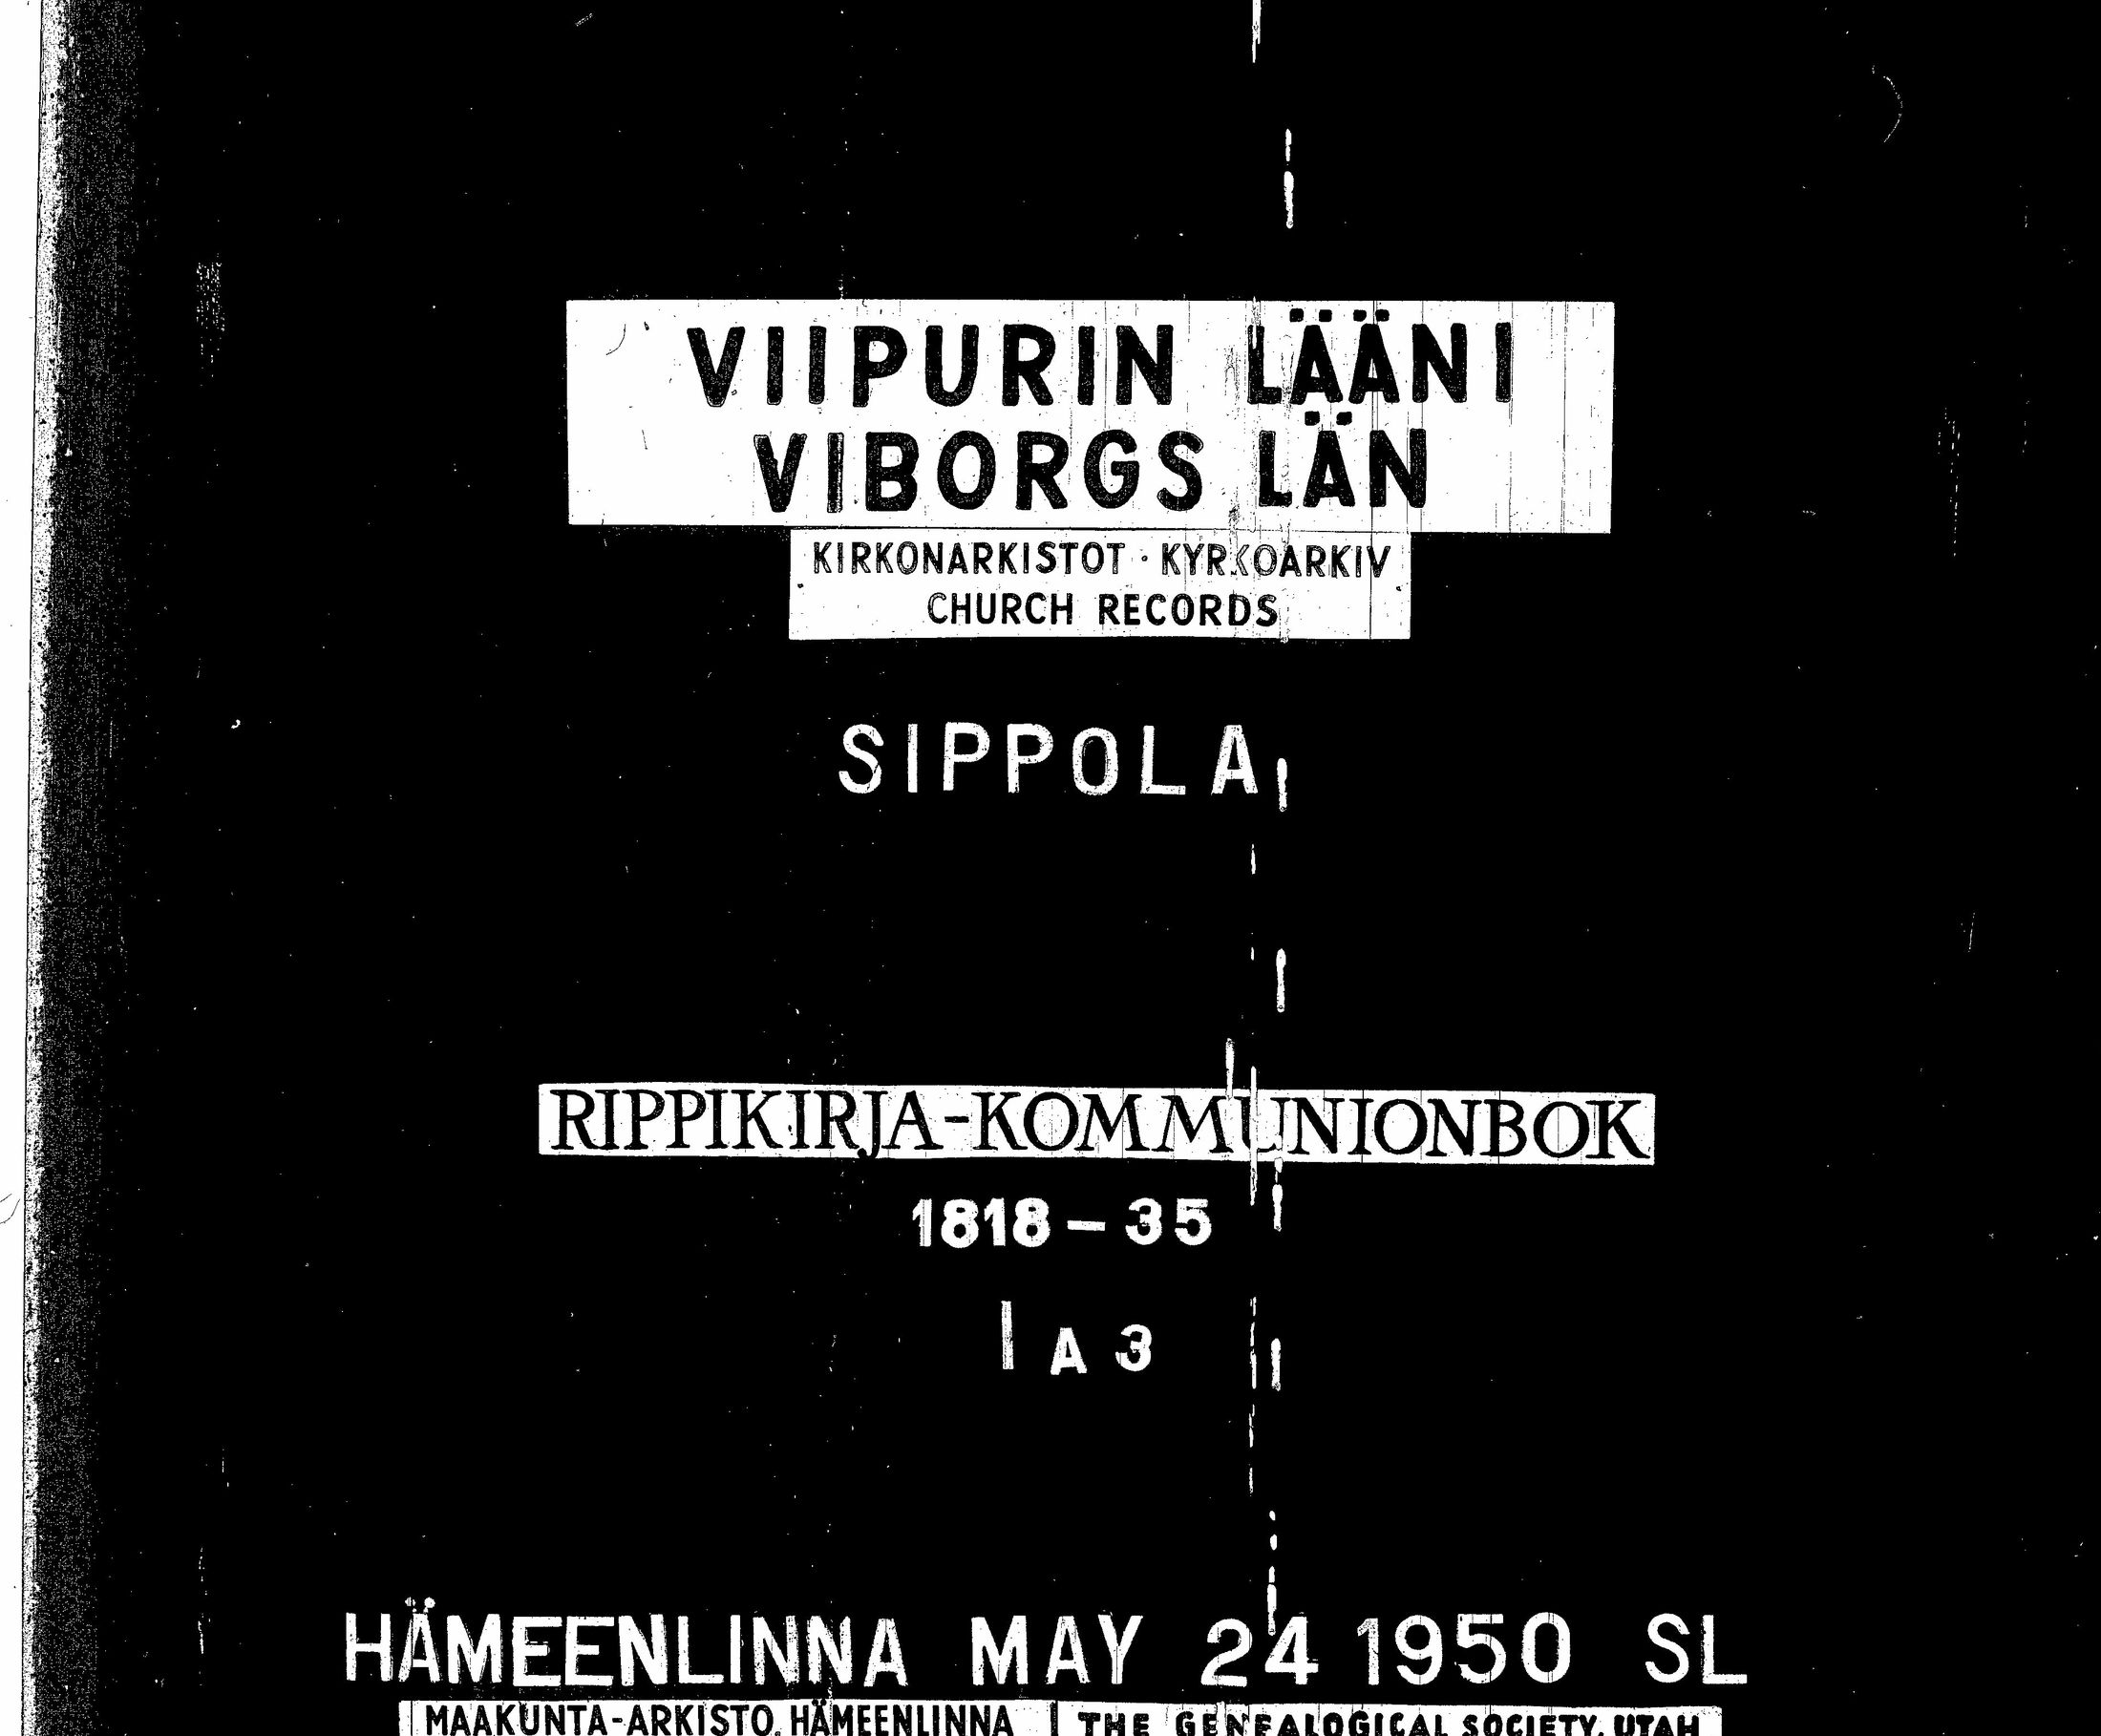 VIIPURIN LÄÄNI
VIBORGS LÄN
KIRKONARKISTOT · KYRKOARKIV
CHURCH RECORDS
SIPPOLA
RIPPIKIRJA-KOMMUNIONBOK
1818-35
I A 3
HÄMEENLINNA MAY 24 1950 SL
MAAKUNTA-ARKISTO, HÄMEENLINNA THE GENEALOGICAL SOCIETY, UTAH